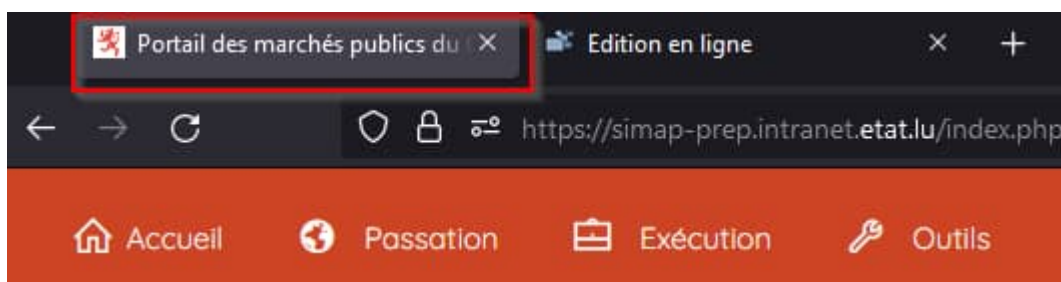 Portail des marchés publics du
Edition en ligne
https://simap-prep.intranet.etat.lu/index.php
Accueil Passation Exécution Outils